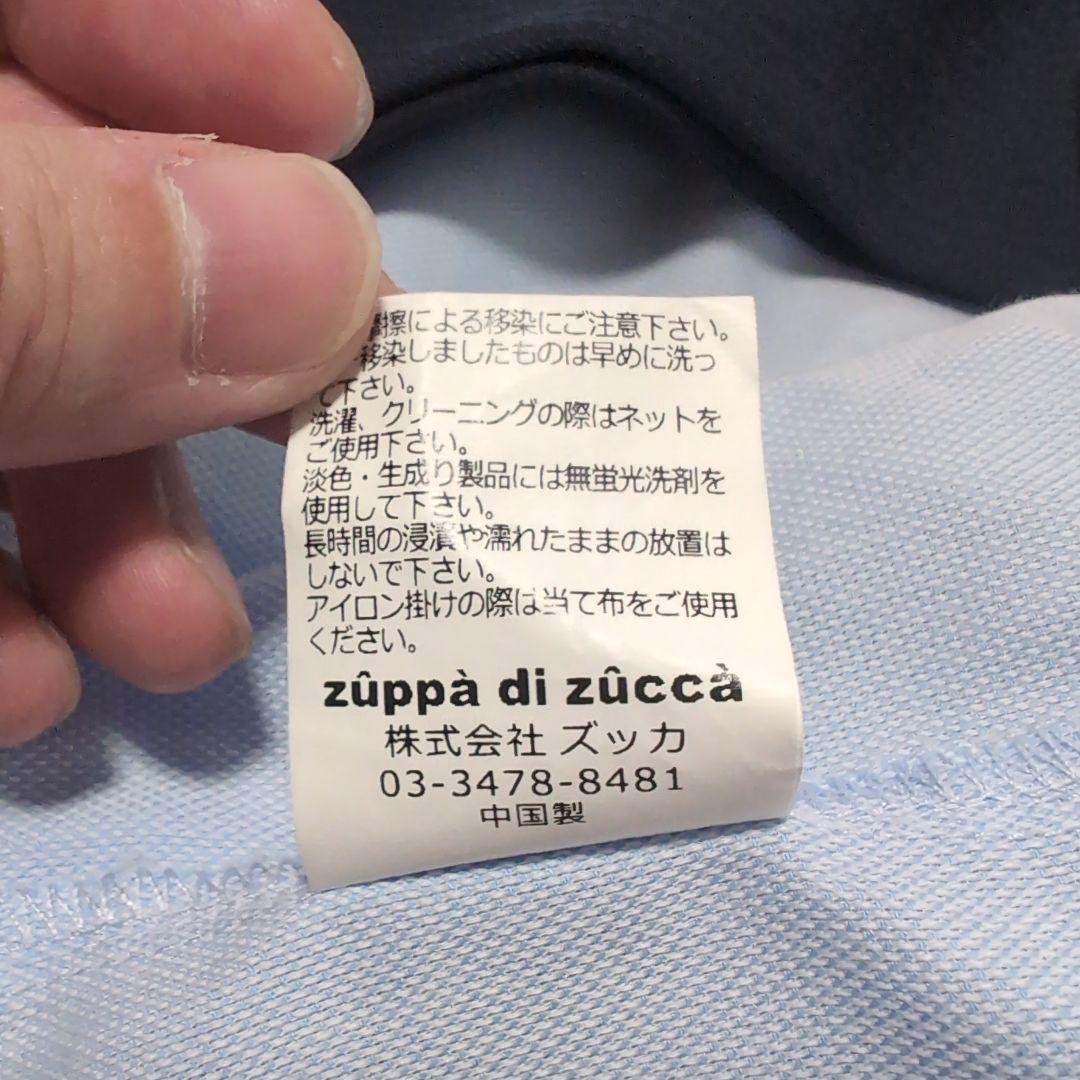 擦による移染にご注意下さい。
移染しましたものは早めに洗っ
て下さい。
洗濯、クリーニングの際はネットを
ご使用下さい。
淡色・生成り製品には無蛍光洗剤を
使用して下さい。
長時間の浸漬や濡れたままの放置は
しないで下さい。
アイロン掛けの際は当て布をご使用
ください。
zûppà di zûccà
株式会社 ズッカ
03-3478-8481
中国製